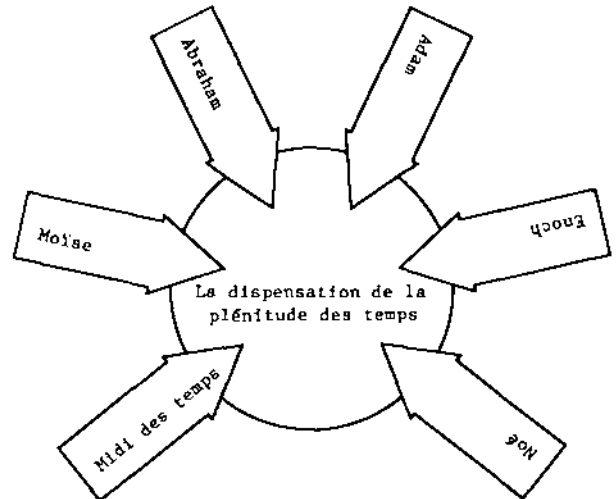 Abraham
Adam
Moïse
Enoch
La dispensation de la
plénitude des temps
Midi des temps
Noé